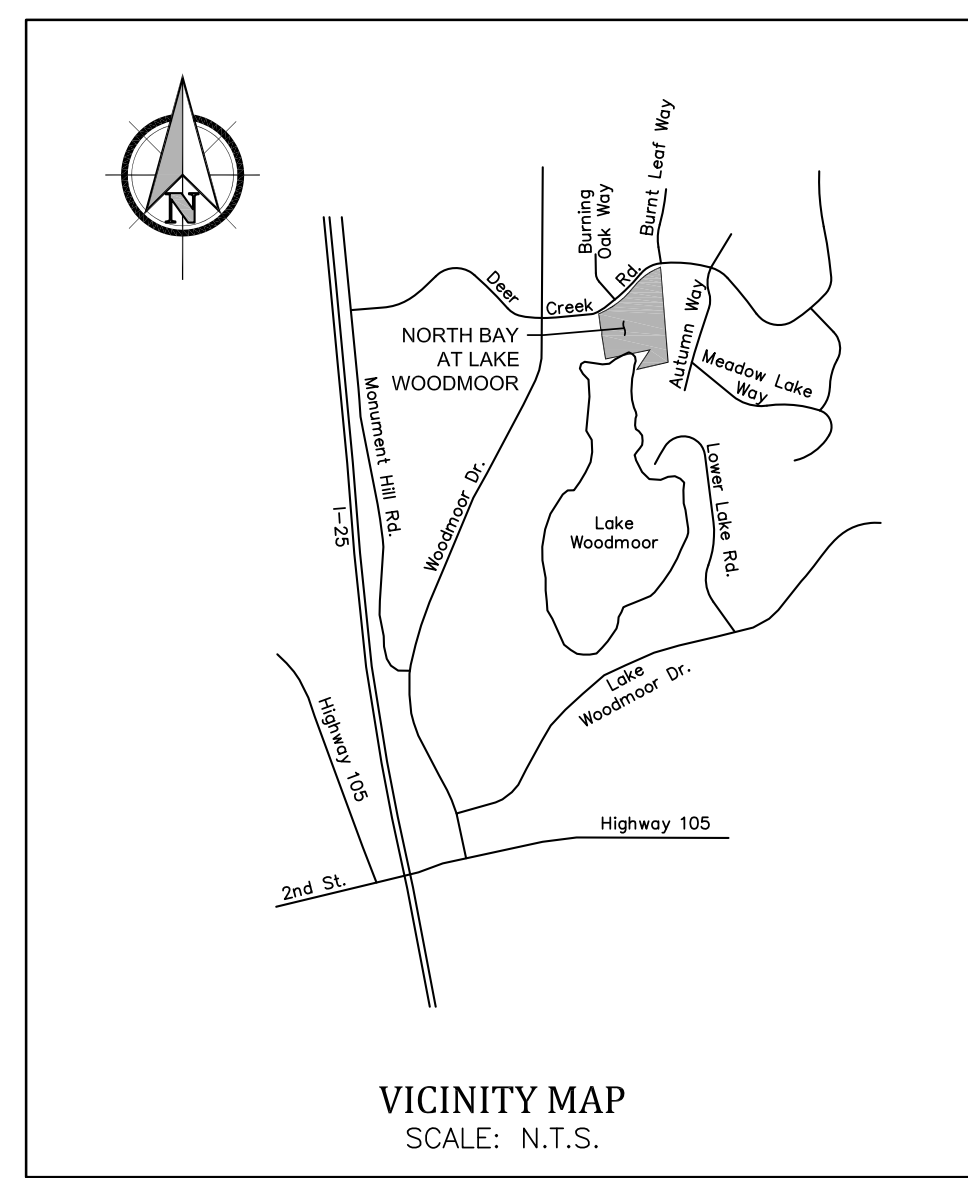 N
Burnt Leaf Way
Burning
Oak Way
Deer
Creek
Rd.
NORTH BAY
AT LAKE
WOODMOOR
Autumn Way
Meadow Lake
Way
Monument Hill Rd.
I-25
Woodmoor Dr.
Lower Lake Rd.
Lake
Woodmoor
Lake
Woodmoor Dr.
Highway 105
Highway 105
2nd St.
VICINITY MAP
SCALE: N.T.S.